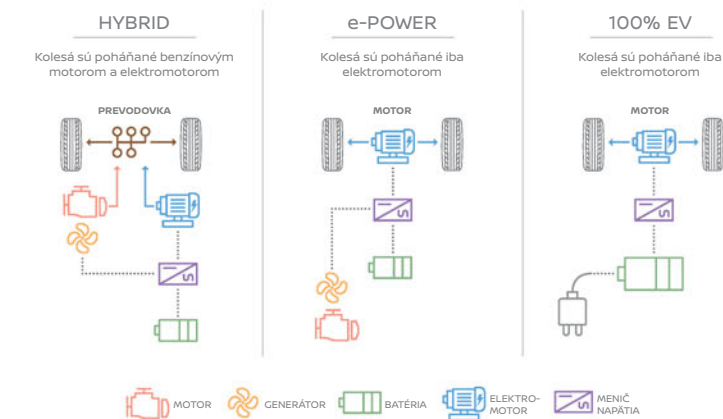 HYBRID
Kolesá sú poháňané benzínovým
motorom a elektromotorom
PREVODOVKA
e-POWER
Kolesá sú poháňané iba
elektromotorom
MOTOR
100% EV
Kolesá sú poháňané iba
elektromotorom
MOTOR
MOTOR
GENERÁTOR
BATÉRIA
ELEKTRO-
MOTOR
MENIČ
NAPÄTIA